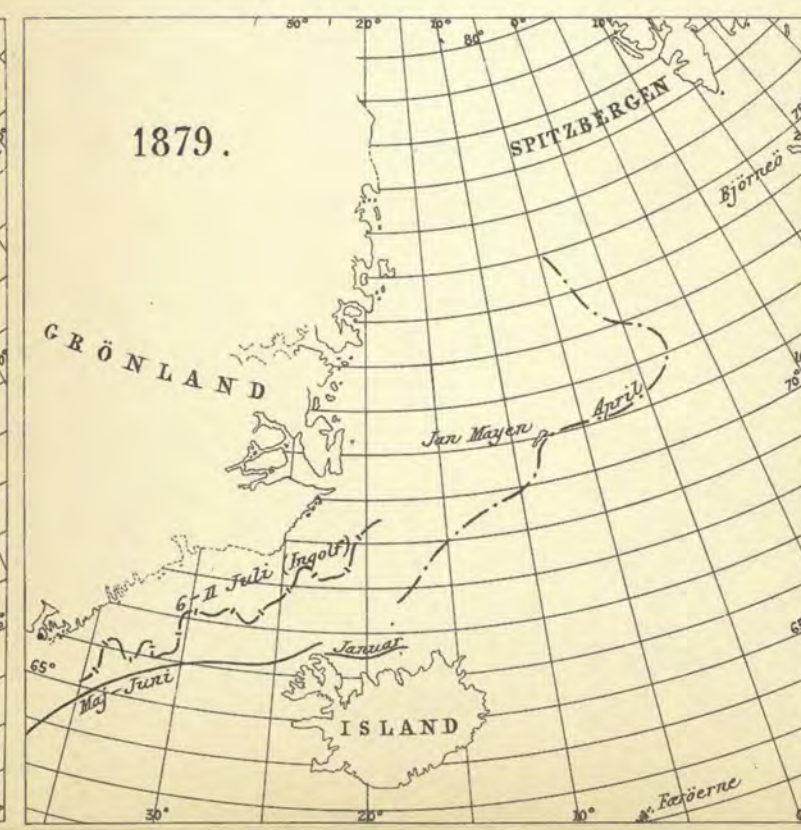 30° 20° 10° 0° 10°
80°
1879.
SPITZBERGEN
Björneö
GRÖNLAND
70°
Jan Mayen
April
6-11 Juli (Ingolf)
65°
Januar
65°
Maj-Juni
ISLAND
Færöerne
30° 20° 10°